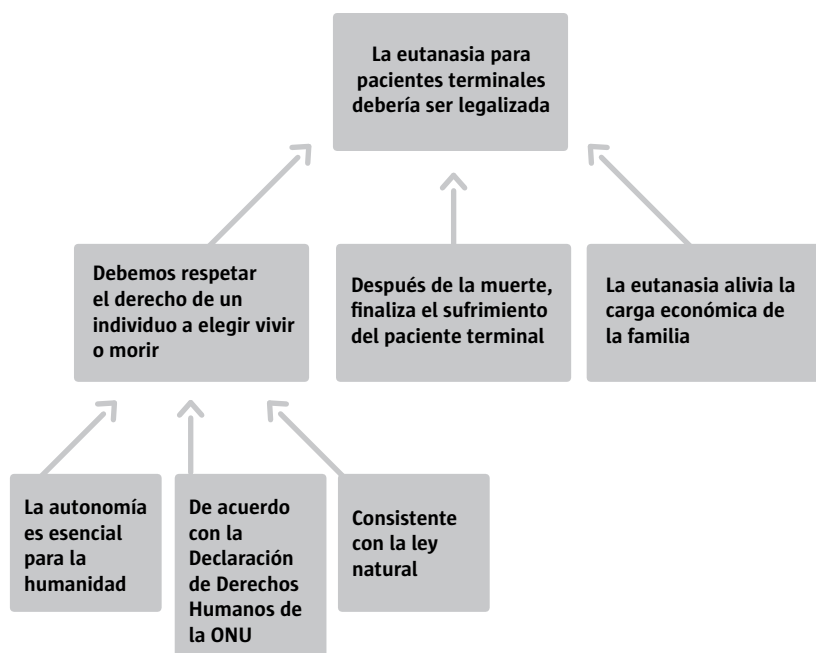 La eutanasia para
pacientes terminales
debería ser legalizada
Debemos respetar
el derecho de un
individuo a elegir vivir
o morir
Después de la muerte,
finaliza el sufrimiento
del paciente terminal
La eutanasia alivia la
carga económica de
la familia
La autonomía
es esencial
para la
humanidad
De acuerdo
con la
Declaración
de Derechos
Humanos de
la ONU
Consistente
con la ley
natural